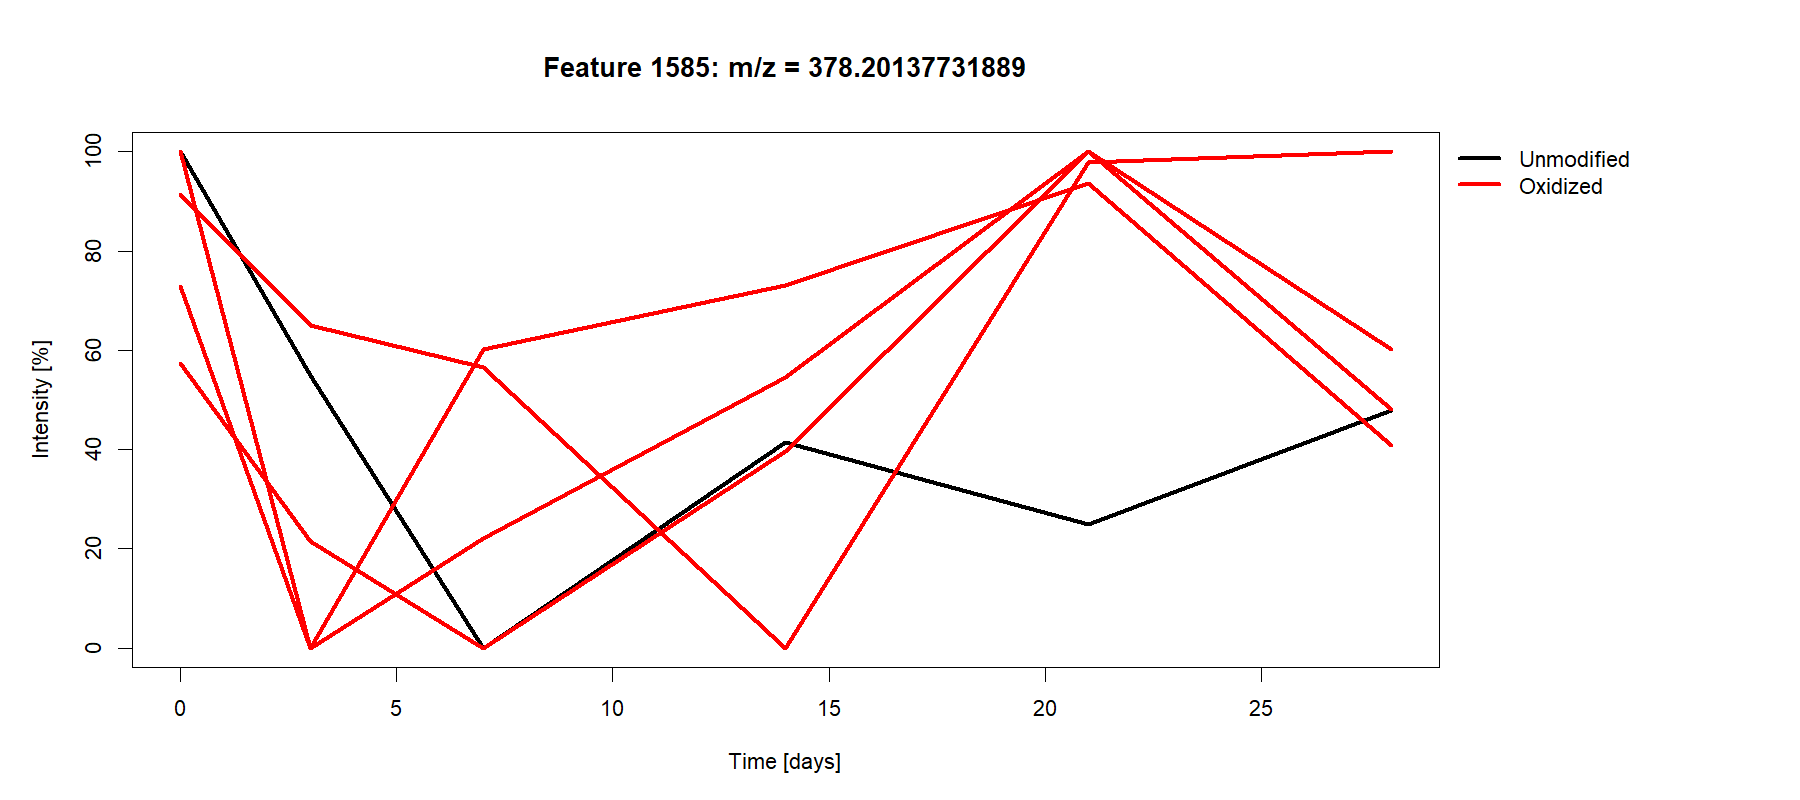 Feature 1585: m/z = 378.20137731889
Unmodified
Oxidized
Intensity [%]
100
80
60
40
20
0
0 5 10 15 20 25
Time [days]